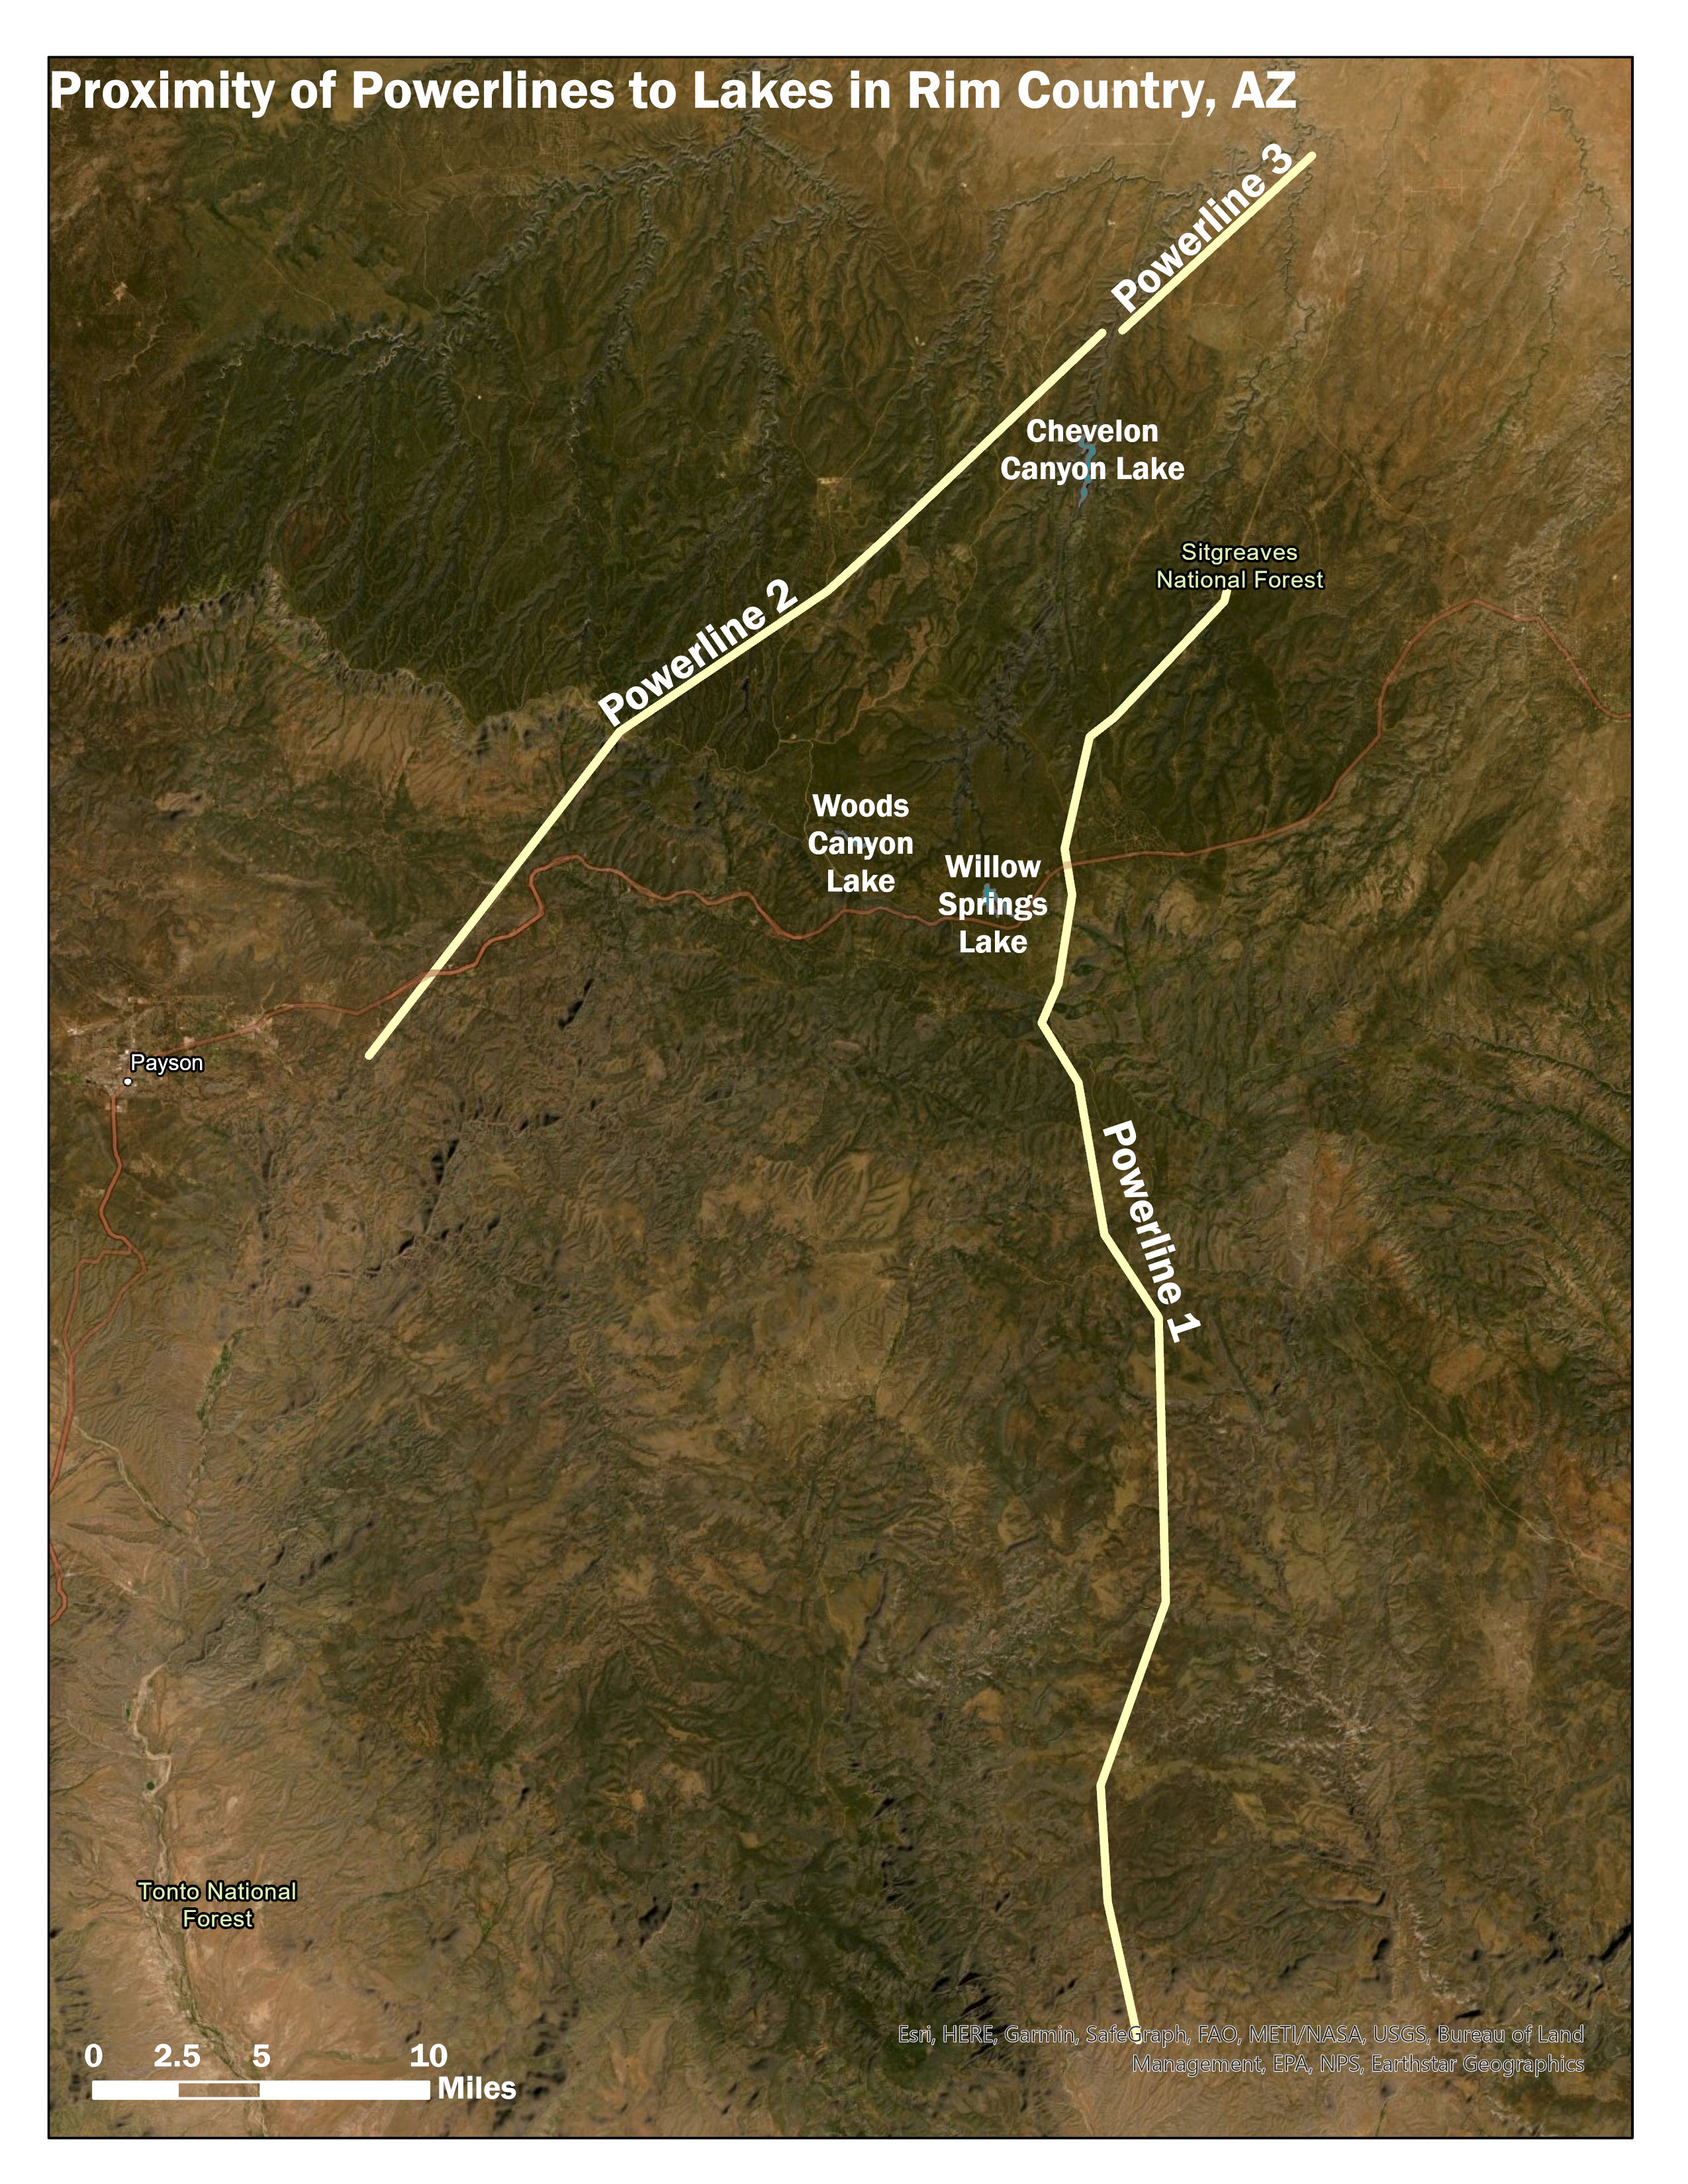 Proximity of Powerlines to Lakes in Rim Country, AZ
Powerline 3
Chevelon
Canyon Lake
Sitgreaves
National Forest
Powerline 2
Woods
Canyon
Lake
Willow
Springs
Lake
Payson
Powerline 1
Tonto National
Forest
Esri, HERE, Garmin, SafeGraph, FAO, METI/NASA, USGS, Bureau of Land
Management, EPA, NPS, Earthstar Geographics
0 2.5 5 10
Miles